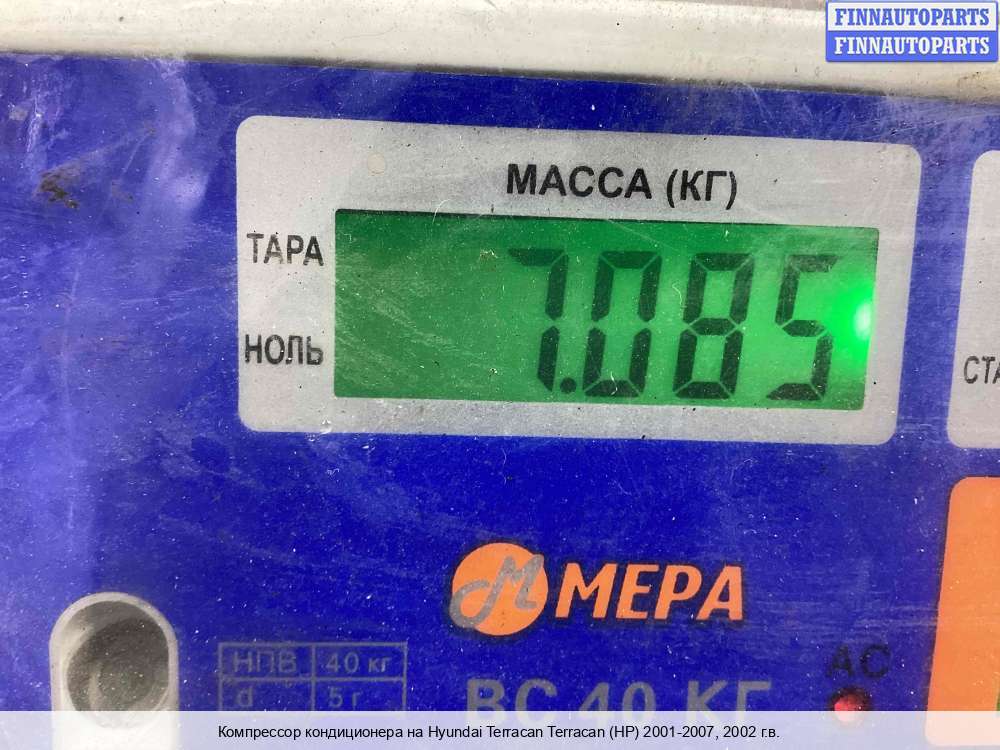 FINNAUTOPARTS
FINNAUTOPARTS
МАССА (КГ)
ТАРА
7.085
НОЛЬ
СТА
МЕРА
НПВ 40 кг
d 5 г
ВС 40 КГ
АС
Компрессор кондиционера на Hyundai Terracan Terracan (HP) 2001-2007, 2002 г.в.